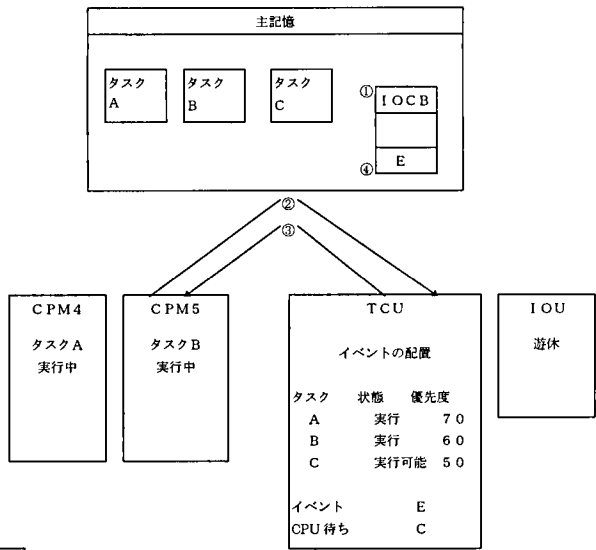 主記憶
タスク
A
タスク
B
タスク
C
①
IOCB
E
④
②
③
CPM4
タスクA
実行中
CPM5
タスクB
実行中
TCU
イベントの配置
タスク 状態 優先度
A 実行 70
B 実行 60
C 実行可能 50
イベント E
CPU待ち C
IOU
遊休